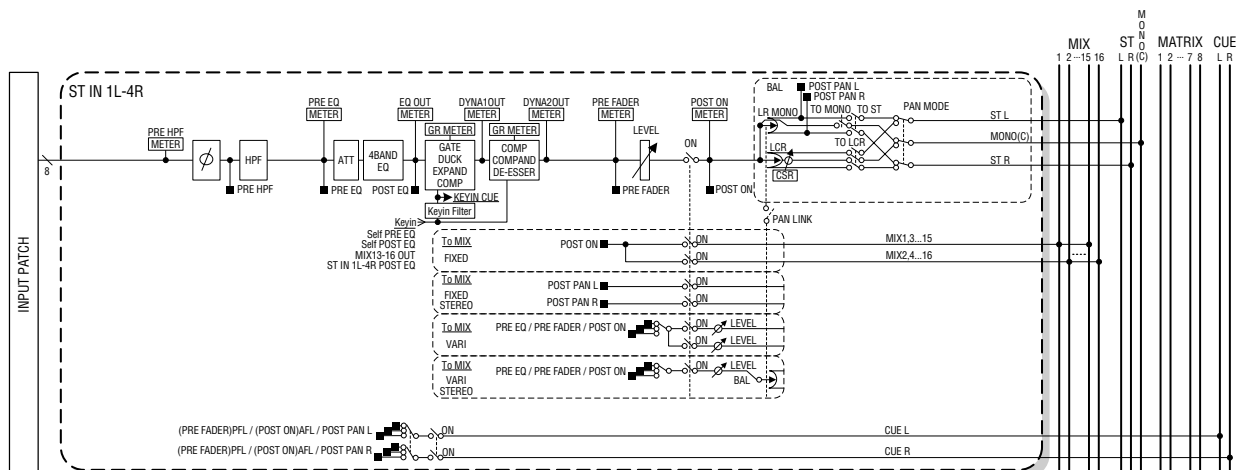 M
O
N
O
MIX ST MATRIX CUE
1 2 ··· 15 16 L R (C) 1 2 ··· 7 8 L R
ST IN 1L-4R
BAL POST PAN L
POST PAN R
PRE EQ EQ OUT DYNA1OUT DYNA2OUT PRE FADER POST ON
METER METER METER METER METER METER
LR MONO TO MONO TO ST PAN MODE
ST L
PRE HPF
METER
GR METER GR METER LEVEL
ON
TO LCR
MONO(C)
8
Ø HPF ATT 4BAND
EQ
GATE
DUCK
EXPAND
COMP
COMP
COMPAND
DE-ESSER
LCR
CSR
ST R
PRE HPF PRE EQ POST EQ PRE FADER POST ON
KEYIN CUE
Keyin Filter
Keyin
PAN LINK
Self PRE EQ
Self POST EQ
MIX13-16 OUT
ST IN 1L-4R POST EQ
To MIX
FIXED
POST ON ON MIX1,3...15
ON MIX2,4...16
To MIX
FIXED
STEREO
POST PAN L ON
POST PAN R ON
To MIX
VARI
PRE EQ / PRE FADER / POST ON ON LEVEL
ON LEVEL
To MIX
VARI
STEREO
PRE EQ / PRE FADER / POST ON ON LEVEL
BAL
INPUT PATCH
(PRE FADER)PFL / (POST ON)AFL / POST PAN L ON CUE L
(PRE FADER)PFL / (POST ON)AFL / POST PAN R ON CUE R